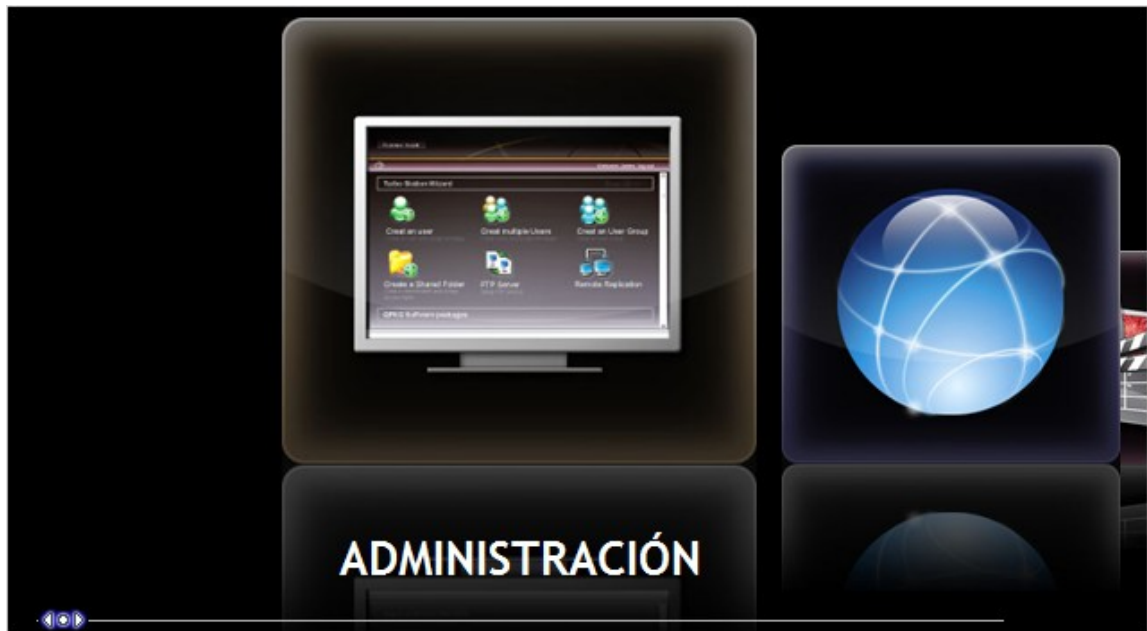 Turbo Station Wizard
Creat an user
Creat multiple Users
Creat an User Group
Create a Shared Folder
FTP Server
Remote Replication
QPKG Software packages
ADMINISTRACIÓN